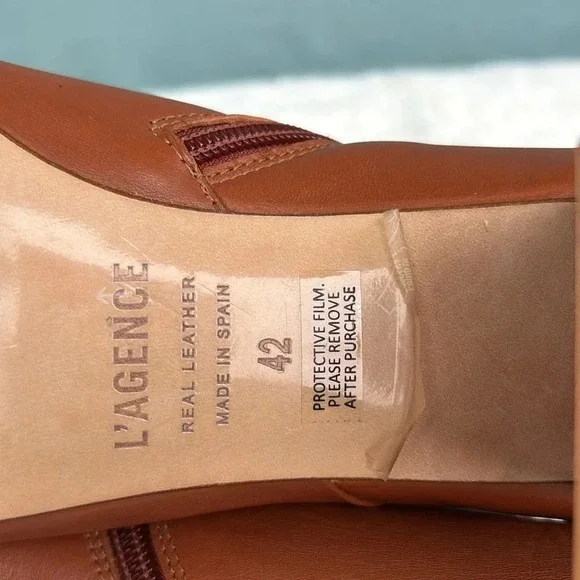 L'AGENCE
REAL LEATHER
MADE IN SPAIN
42
PROTECTIVE FILM.
PLEASE REMOVE
AFTER PURCHASE